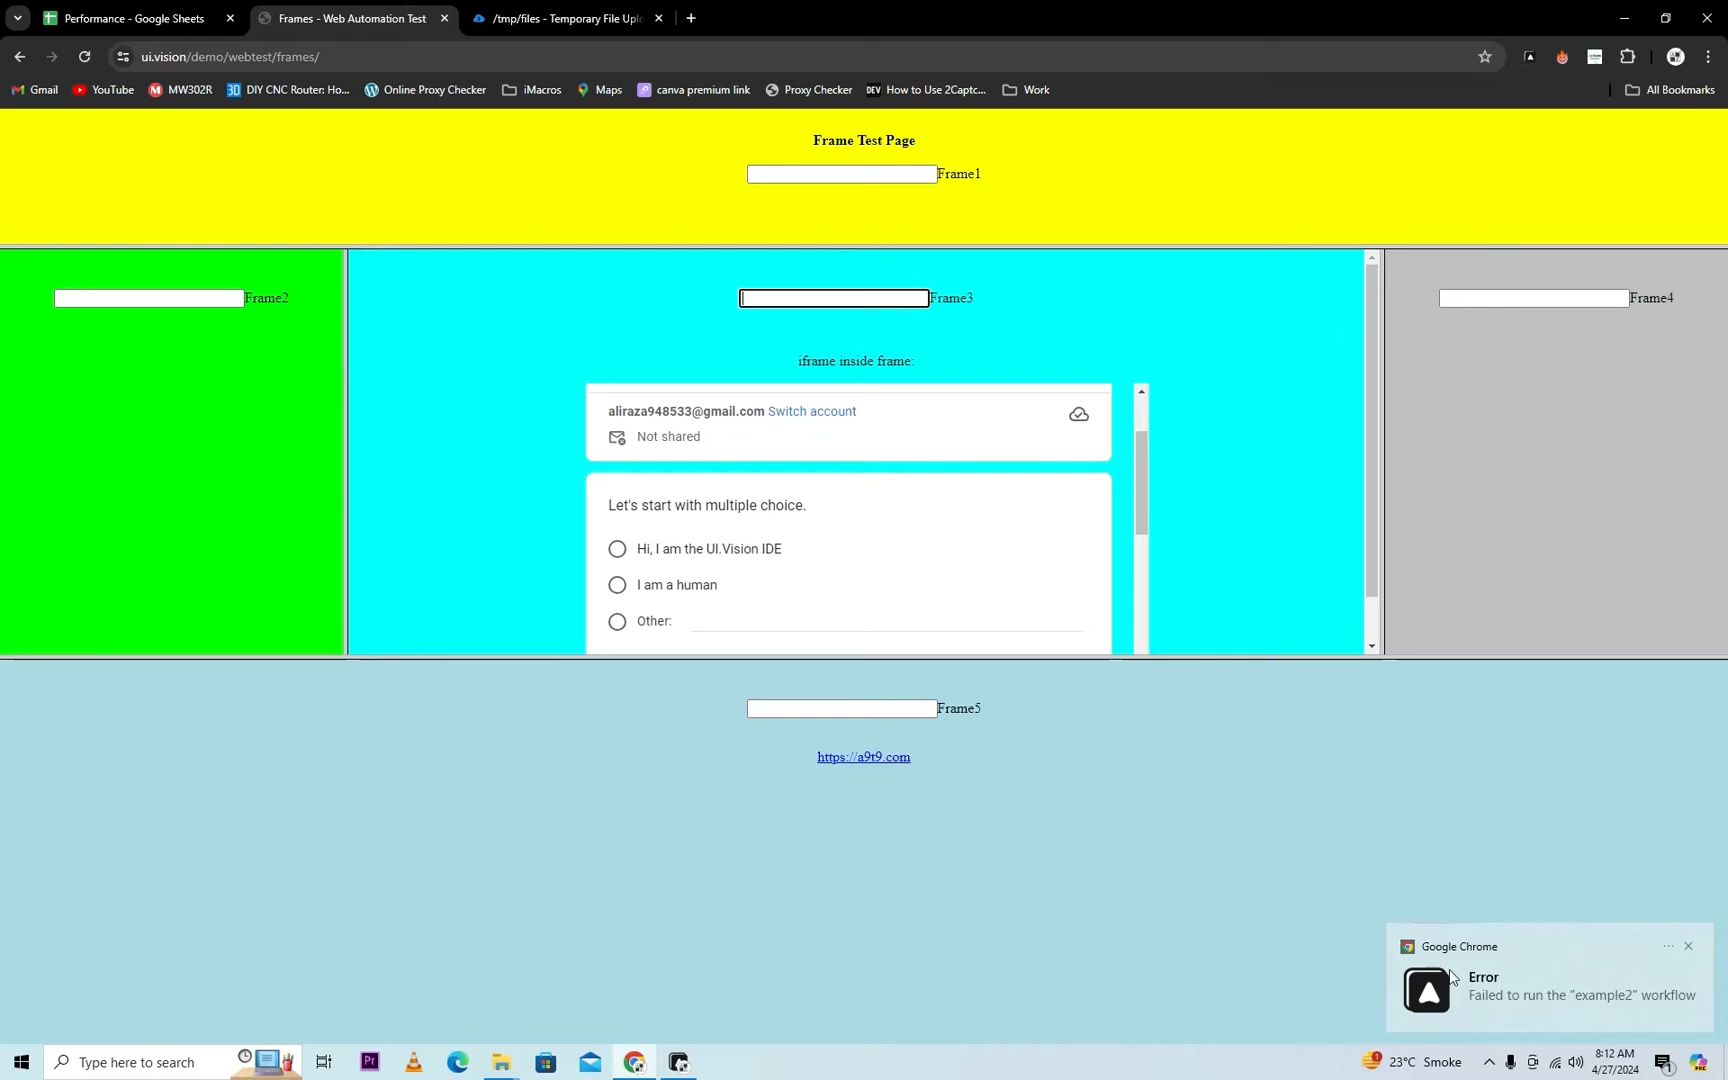 Performance - Google Sheets
Frames - Web Automation Test
/tmp/files - Temporary File Upl
ui.vision/demo/webtest/frames/
Gmail
YouTube
MW302R
DIY CNC Router: Ho...
Online Proxy Checker
iMacros
Maps
canva premium link
Proxy Checker
DEV
How to Use 2Captc...
Work
All Bookmarks
Frame Test Page
Frame1
Frame2
Frame3
Frame4
iframe inside frame:
aliraza948533@gmail.com Switch account
Not shared
Let's start with multiple choice.
Hi, I am the UI.Vision IDE
I am a human
Other:
Frame5
https://a9t9.com
Google Chrome
Error
Failed to run the "example2" workflow
Type here to search
23°C Smoke
8:12 AM
4/27/2024